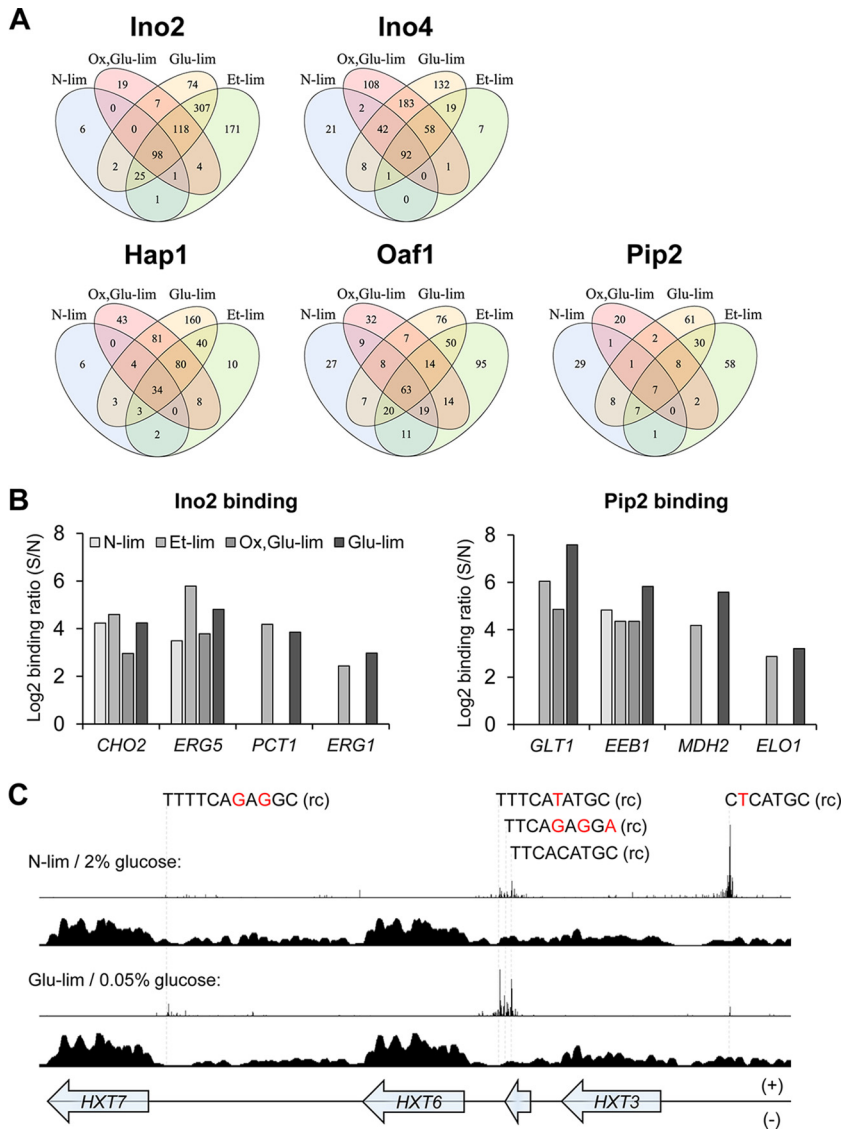 A
Ino2
Ino4
Ox,Glu-lim Glu-lim
N-lim Et-lim
19 74
0 7 307
6 0 118 171
98
2 25 1 4
1
Ox,Glu-lim Glu-lim
N-lim Et-lim
108 132
2 183 19
21 42 58 7
92
8 1 0 1
0
Hap1
Oaf1
Pip2
Ox,Glu-lim Glu-lim
N-lim Et-lim
43 160
0 81 40
6 4 80 10
34
3 3 0 8
2
Ox,Glu-lim Glu-lim
N-lim Et-lim
32 76
9 7 50
27 8 14 95
63
7 20 19 14
11
Ox,Glu-lim Glu-lim
N-lim Et-lim
20 61
1 2 30
29 1 8 58
7
8 7 0 2
1
B
Ino2 binding
N-lim Et-lim Ox,Glu-lim Glu-lim
Log2 binding ratio (S/N)
8
6
4
2
0
CHO2 ERG5 PCT1 ERG1
Pip2 binding
Log2 binding ratio (S/N)
8
6
4
2
0
GLT1 EEB1 MDH2 ELO1
C
TTTTCAGAGGC (rc) TTTCATATGC (rc) CTCATGC (rc)
TTCAGAGGA (rc)
TTCACATGC (rc)
N-lim / 2% glucose:
Glu-lim / 0.05% glucose:
HXT7 HXT6 HXT3
(+)
(-)